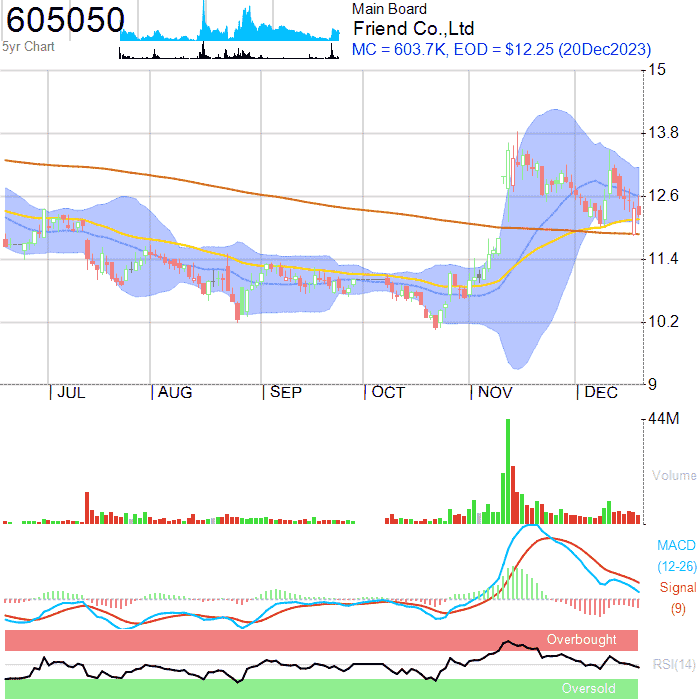 605050
Main Board
Friend Co.,Ltd
5yr Chart
MC = 603.7K, EOD = $12.25 (20Dec2023)
15
13.8
12.6
11.4
10.2
9
JUL
AUG
SEP
OCT
NOV
DEC
44M
Volume
MACD
(12-26)
Signal
(9)
Overbought
RSI(14)
Oversold